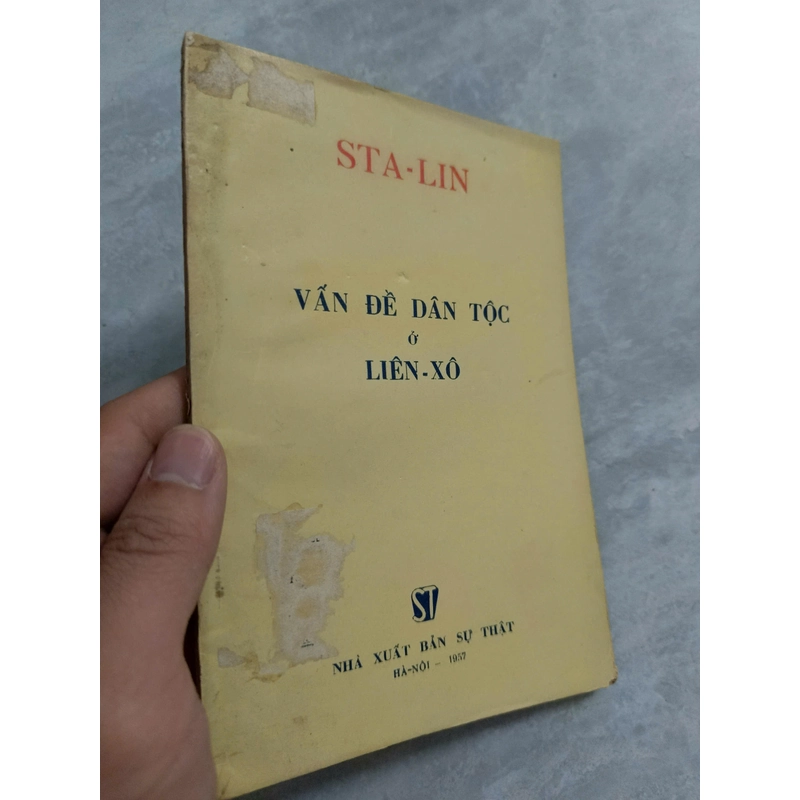 STA-LIN
VẤN ĐỀ DÂN TỘC
ở
LIÊN-XÔ
ST
NHÀ XUẤT BẢN SỰ THẬT
HÀ-NỘI — 1957